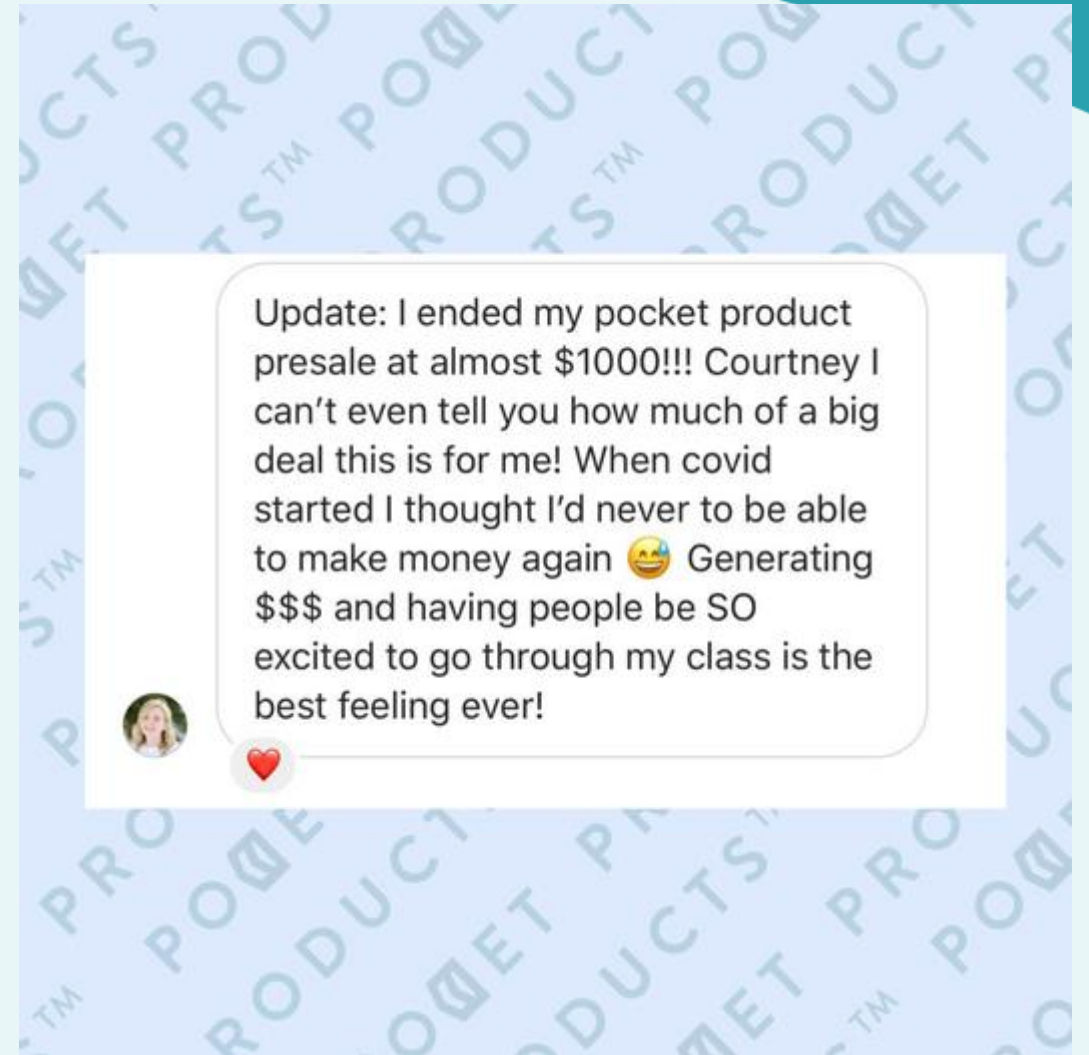 Update: I ended my pocket product
presale at almost $1000!!! Courtney I
can’t even tell you how much of a big
deal this is for me! When covid
started I thought I’d never to be able
to make money again 😅 Generating
$$$ and having people be SO
excited to go through my class is the
best feeling ever!
POCKET PRODUCTS™